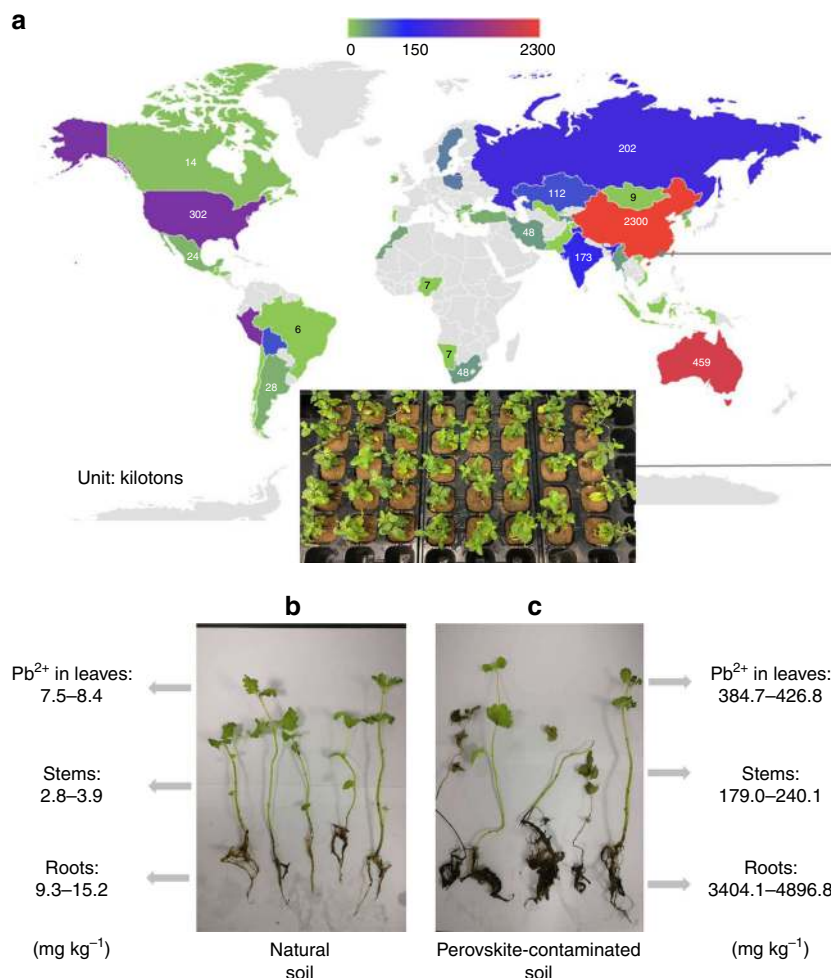 a
0 150 2300
14
202
302
112
9
2300
24
48
173
7
6
7
48
28
459
Unit: kilotons
b
c
Pb²⁺ in leaves:
7.5–8.4
Stems:
2.8–3.9
Roots:
9.3–15.2
(mg kg⁻¹)
Natural
soil
Perovskite-contaminated
soil
Pb²⁺ in leaves:
384.7–426.8
Stems:
179.0–240.1
Roots:
3404.1–4896.8
(mg kg⁻¹)